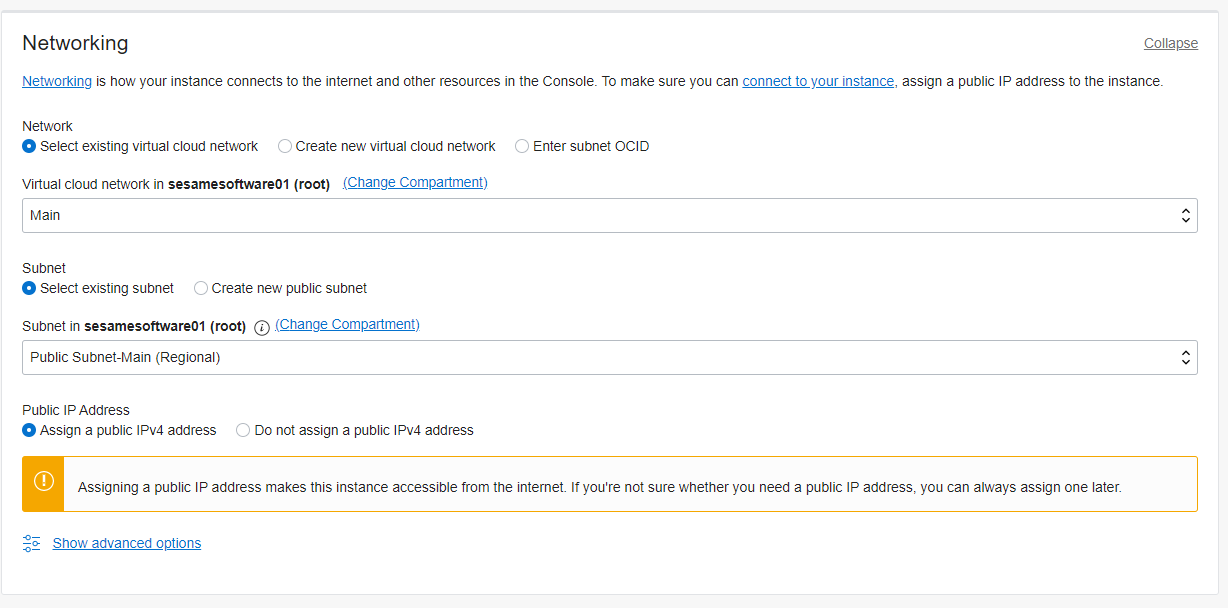 Networking
Collapse
Networking is how your instance connects to the internet and other resources in the Console. To make sure you can connect to your instance, assign a public IP address to the instance.
Network
Select existing virtual cloud network Create new virtual cloud network Enter subnet OCID
Virtual cloud network in sesamesoftware01 (root) (Change Compartment)
Main
Subnet
Select existing subnet Create new public subnet
Subnet in sesamesoftware01 (root) (Change Compartment)
Public Subnet-Main (Regional)
Public IP Address
Assign a public IPv4 address Do not assign a public IPv4 address
Assigning a public IP address makes this instance accessible from the internet. If you're not sure whether you need a public IP address, you can always assign one later.
Show advanced options